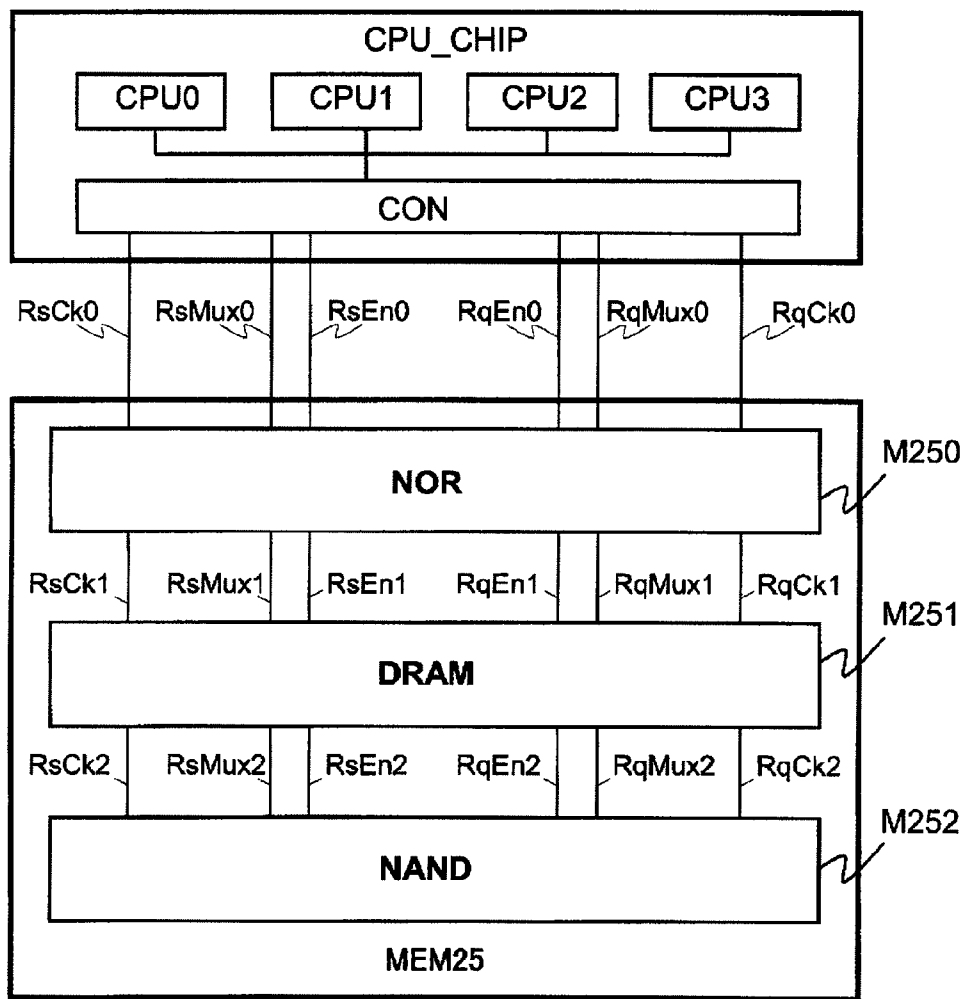 CPU_CHIP
CPU0 CPU1 CPU2 CPU3
CON
RsCk0 RsMux0 RsEn0 RqEn0 RqMux0 RqCk0
M250
NOR
RsCk1 RsMux1 RsEn1 RqEn1 RqMux1 RqCk1
M251
DRAM
RsCk2 RsMux2 RsEn2 RqEn2 RqMux2 RqCk2
M252
NAND
MEM25